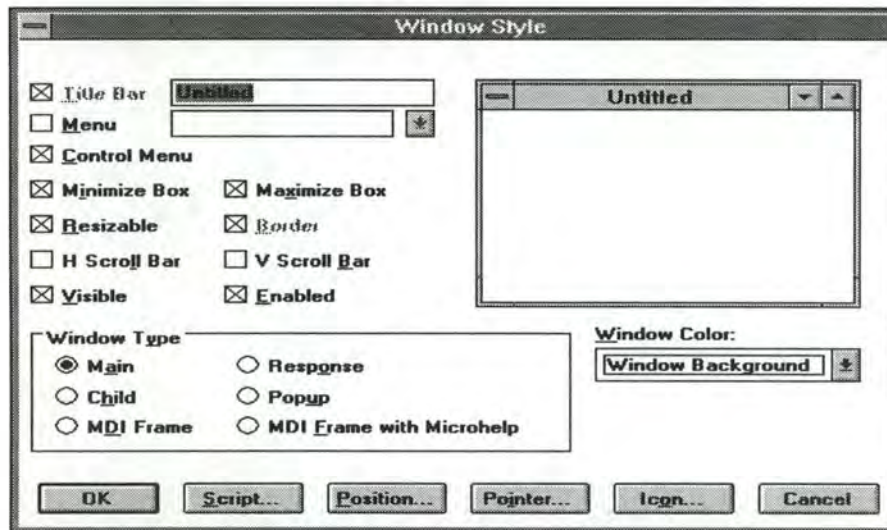 Window Style
Title Bar Untitled
Menu
Control Menu
Minimize Box Maximize Box
Resizable Border
H Scroll Bar V Scroll Bar
Visible Enabled
Untitled
Window Type
Main Response
Child Popup
MDI Frame MDI Frame with Microhelp
Window Color:
Window Background
OK Script... Position... Pointer... Icon... Cancel